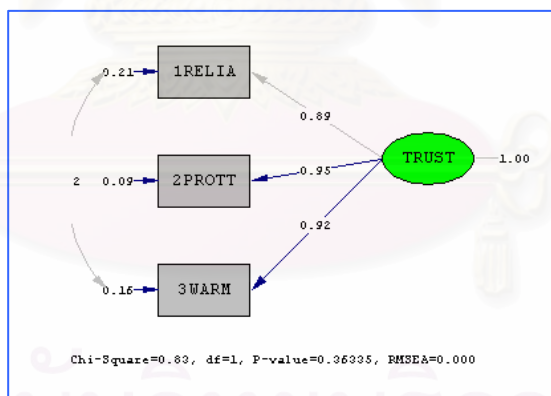 0.21
1RELIA
0.89
TRUST
1.00
2
0.09
2PROTT
0.95
0.92
0.16
3WARM
Chi-Square=0.83, df=1, P-value=0.36335, RMSEA=0.000